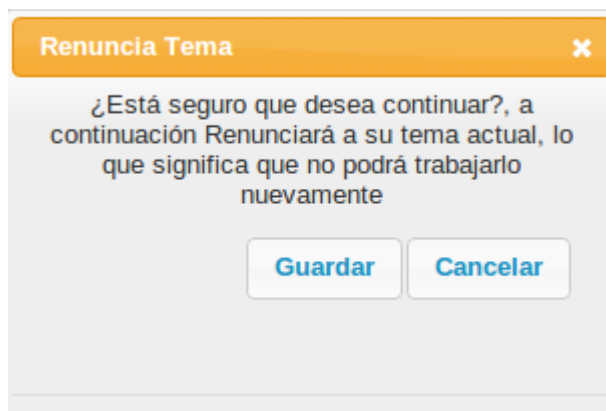 Renuncia Tema
¿Está seguro que desea continuar?, a
continuación Renunciará a su tema actual, lo
que significa que no podrá trabajarlo
nuevamente
Guardar Cancelar